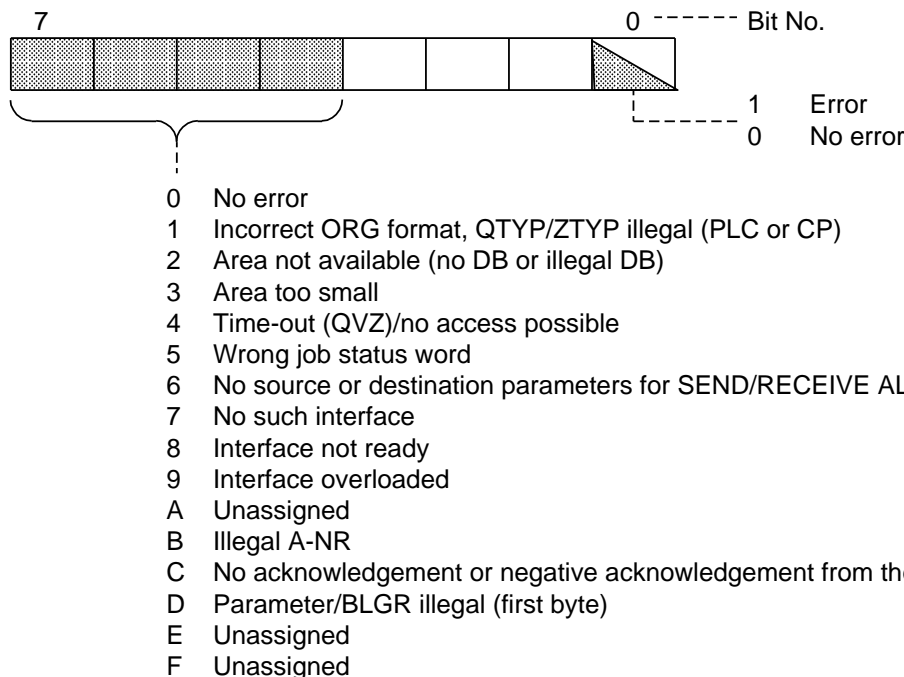 7 0 Bit No.
1 Error
0 No error
0 No error
1 Incorrect ORG format, QTYP/ZTYP illegal (PLC or CP)
2 Area not available (no DB or illegal DB)
3 Area too small
4 Time-out (QVZ)/no access possible
5 Wrong job status word
6 No source or destination parameters for SEND/RECEIVE AL
7 No such interface
8 Interface not ready
9 Interface overloaded
A Unassigned
B Illegal A-NR
C No acknowledgement or negative acknowledgement from the
D Parameter/BLGR illegal (first byte)
E Unassigned
F Unassigned